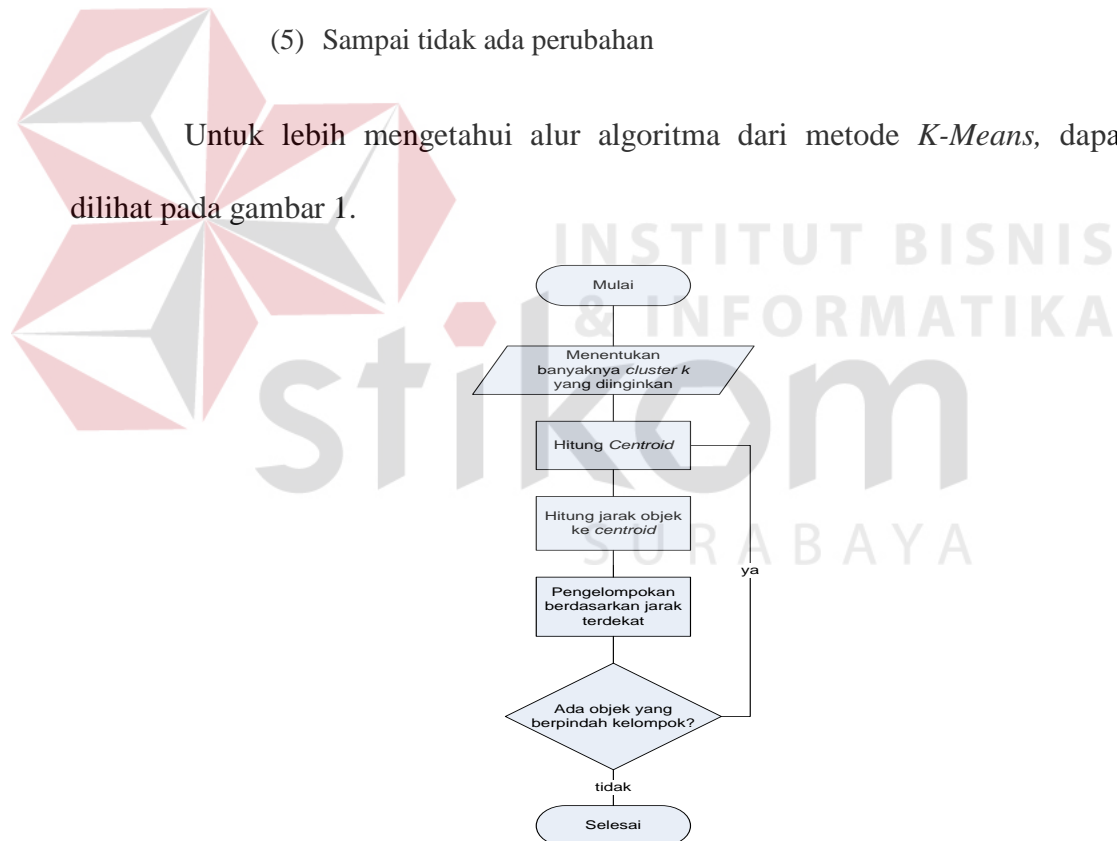 (5) Sampai tidak ada perubahan
Untuk lebih mengetahui alur algoritma dari metode K-Means, dapa
dilihat pada gambar 1.
INSTITUT BISNIS
& INFORMATIKA
stikom
SURABAYA
Mulai
Menentukan
banyaknya cluster k
yang diinginkan
Hitung Centroid
Hitung jarak objek
ke centroid
Pengelompokan
berdasarkan jarak
terdekat
ya
Ada objek yang
berpindah kelompok?
tidak
Selesai